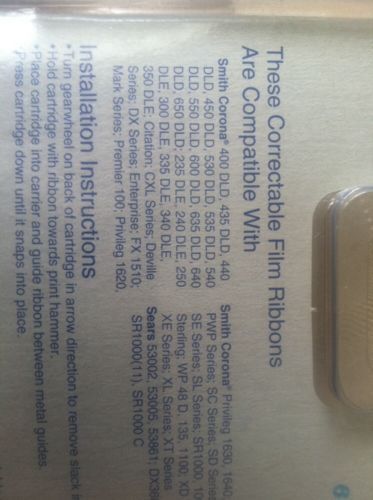 These Correctable Film Ribbons
Are Compatible With
Smith Corona® 400 DLD, 435 DLD, 440
DLD, 450 DLD, 530 DLD, 535 DLD, 540
DLD, 550 DLD, 600 DLD, 635 DLD, 640
DLD, 650 DLD; 235 DLE, 240 DLE, 250
DLE, 300 DLE, 335 DLE, 340 DLE,
350 DLE; Citation; CXL Series; Deville
Series; DX Series; Enterprise; FX 1510;
Mark Series; Premier 100; Privileg 1620,
Smith Corona® Privileg 1630, 164
PWP Series; SC Series; SD Serie
SE Series; SL Series; SR1000, 1
Sterling; WP 48 D, 135, 1100; XD
XE Series; XL Series; XT Series
Sears 53002, 53005, 53861; DX38
SR1000(11), SR1000 C
Installation Instructions
•Turn gearwheel on back of cartridge in arrow direction to remove slack
•Hold cartridge with ribbon towards print hammer.
•Place cartridge into carrier and guide ribbon between metal guides.
•Press cartridge down until it snaps into place.